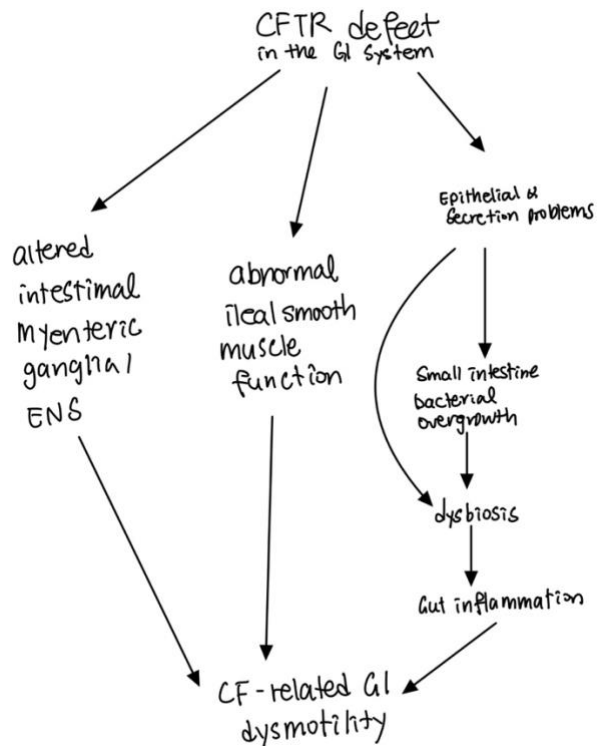 CFTR defect
in the GI System
Epithelial &
Secretion problems
altered
intestimal
myenteric
ganglial
ENS
abnormal
ileal smooth
muscle
function
Small intestine
bacterial
overgrowth
dysbiosis
Gut inflammation
CF-related GI
dysmotility